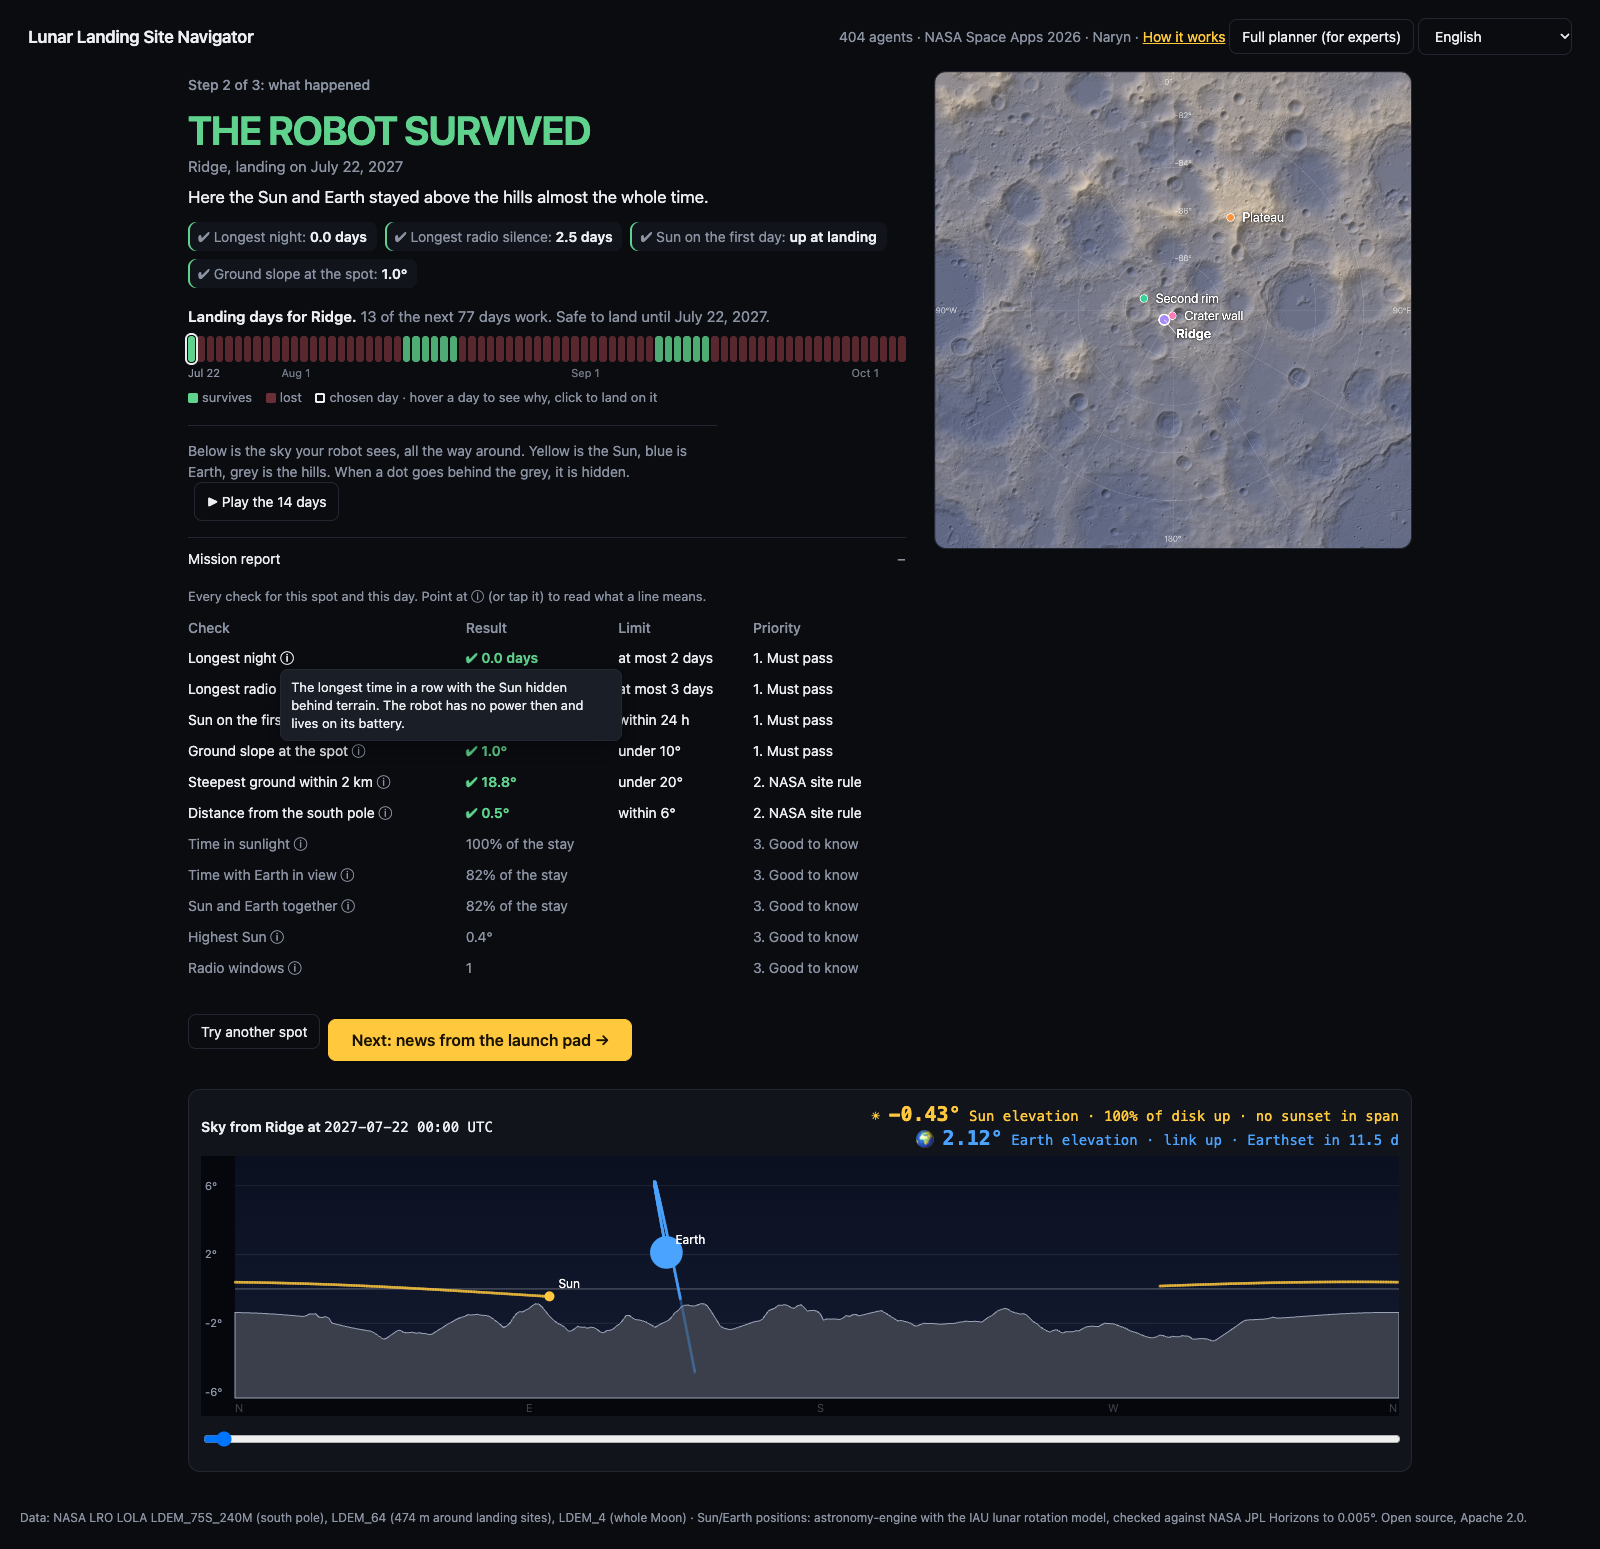 Lunar Landing Site Navigator
404 agents · NASA Space Apps 2026 · Naryn · How it works
Full planner (for experts)
English
Step 2 of 3: what happened
THE ROBOT SURVIVED
Ridge, landing on July 22, 2027
Here the Sun and Earth stayed above the hills almost the whole time.
✔ Longest night: 0.0 days
✔ Longest radio silence: 2.5 days
✔ Sun on the first day: up at landing
✔ Ground slope at the spot: 1.0°
Landing days for Ridge. 13 of the next 77 days work. Safe to land until July 22, 2027.
Jul 22 Aug 1 Sep 1 Oct 1
survives lost chosen day · hover a day to see why, click to land on it
Below is the sky your robot sees, all the way around. Yellow is the Sun, blue is
Earth, grey is the hills. When a dot goes behind the grey, it is hidden.
▶ Play the 14 days
0°
-82°
-84°
-86°
Plateau
-88°
Second rim
90°W
90°E
Crater wall
Ridge
180°
Mission report –
Every check for this spot and this day. Point at ⓘ (or tap it) to read what a line means.
Check Result Limit Priority
Longest night ⓘ ✔ 0.0 days at most 2 days 1. Must pass
Longest radio at most 3 days 1. Must pass
The longest time in a row with the Sun hidden
behind terrain. The robot has no power then and
lives on its battery.
Sun on the firs within 24 h 1. Must pass
Ground slope at the spot ⓘ ✔ 1.0° under 10° 1. Must pass
Steepest ground within 2 km ⓘ ✔ 18.8° under 20° 2. NASA site rule
Distance from the south pole ⓘ ✔ 0.5° within 6° 2. NASA site rule
Time in sunlight ⓘ 100% of the stay 3. Good to know
Time with Earth in view ⓘ 82% of the stay 3. Good to know
Sun and Earth together ⓘ 82% of the stay 3. Good to know
Highest Sun ⓘ 0.4° 3. Good to know
Radio windows ⓘ 1 3. Good to know
Try another spot
Next: news from the launch pad →
Sky from Ridge at 2027-07-22 00:00 UTC
☀ −0.43° Sun elevation · 100% of disk up · no sunset in span
🌍 2.12° Earth elevation · link up · Earthset in 11.5 d
6°
2°
-2°
-6°
Earth
Sun
N E S W N
Data: NASA LRO LOLA LDEM_75S_240M (south pole), LDEM_64 (474 m around landing sites), LDEM_4 (whole Moon) · Sun/Earth positions: astronomy-engine with the IAU lunar rotation model, checked against NASA JPL Horizons to 0.005°. Open source, Apache 2.0.